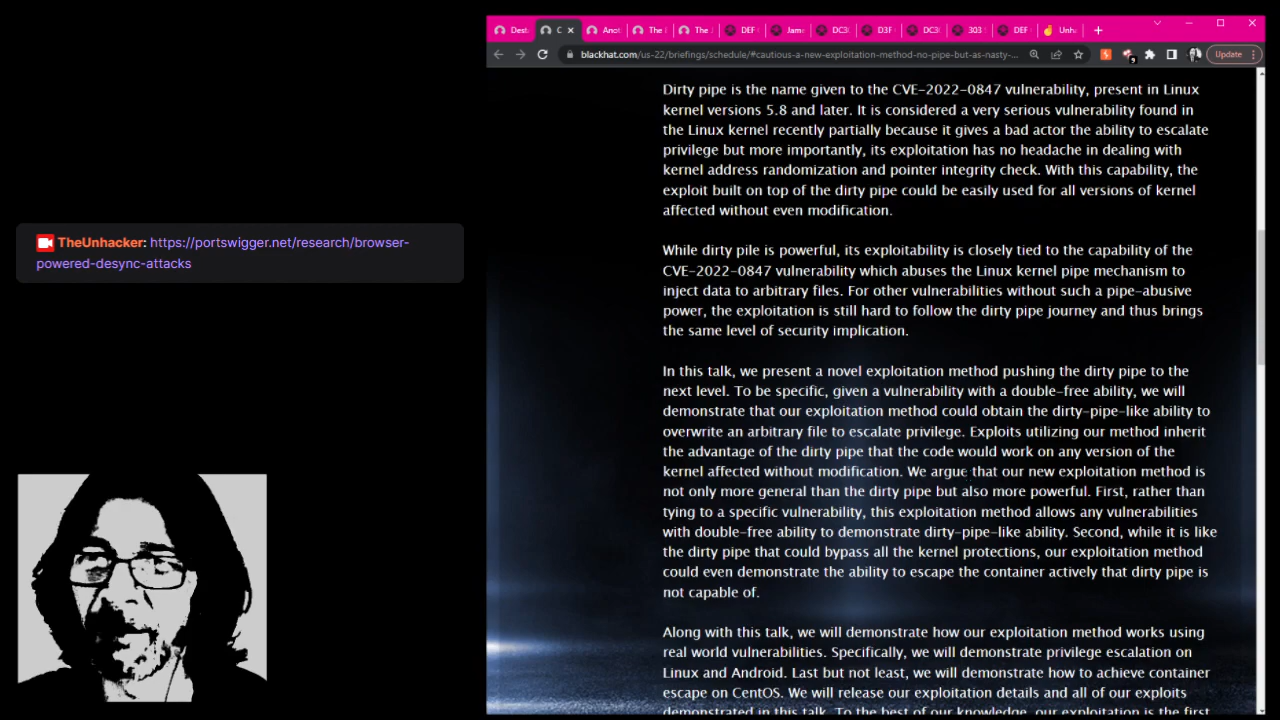 Dest
C
Anot
The I
The .
DEF
Jam
DC3
D3F
DC3
303
DEF
Unh
blackhat.com/us-22/briefings/schedule/#cautious-a-new-exploitation-method-no-pipe-but-as-nasty-...
9
Update
Dirty pipe is the name given to the CVE-2022-0847 vulnerability, present in Linux
kernel versions 5.8 and later. It is considered a very serious vulnerability found in
the Linux kernel recently partially because it gives a bad actor the ability to escalate
privilege but more importantly, its exploitation has no headache in dealing with
kernel address randomization and pointer integrity check. With this capability, the
exploit built on top of the dirty pipe could be easily used for all versions of kernel
affected without even modification.
While dirty pile is powerful, its exploitability is closely tied to the capability of the
CVE-2022-0847 vulnerability which abuses the Linux kernel pipe mechanism to
inject data to arbitrary files. For other vulnerabilities without such a pipe-abusive
power, the exploitation is still hard to follow the dirty pipe journey and thus brings
the same level of security implication.
In this talk, we present a novel exploitation method pushing the dirty pipe to the
next level. To be specific, given a vulnerability with a double-free ability, we will
demonstrate that our exploitation method could obtain the dirty-pipe-like ability to
overwrite an arbitrary file to escalate privilege. Exploits utilizing our method inherit
the advantage of the dirty pipe that the code would work on any version of the
kernel affected without modification. We argue that our new exploitation method is
not only more general than the dirty pipe but also more powerful. First, rather than
tying to a specific vulnerability, this exploitation method allows any vulnerabilities
with double-free ability to demonstrate dirty-pipe-like ability. Second, while it is like
the dirty pipe that could bypass all the kernel protections, our exploitation method
could even demonstrate the ability to escape the container actively that dirty pipe is
not capable of.
Along with this talk, we will demonstrate how our exploitation method works using
real world vulnerabilities. Specifically, we will demonstrate privilege escalation on
Linux and Android. Last but not least, we will demonstrate how to achieve container
escape on CentOS. We will release our exploitation details and all of our exploits
demonstrated in this talk. To the best of our knowledge, our exploitation is the first
TheUnhacker: https://portswigger.net/research/browser-
powered-desync-attacks